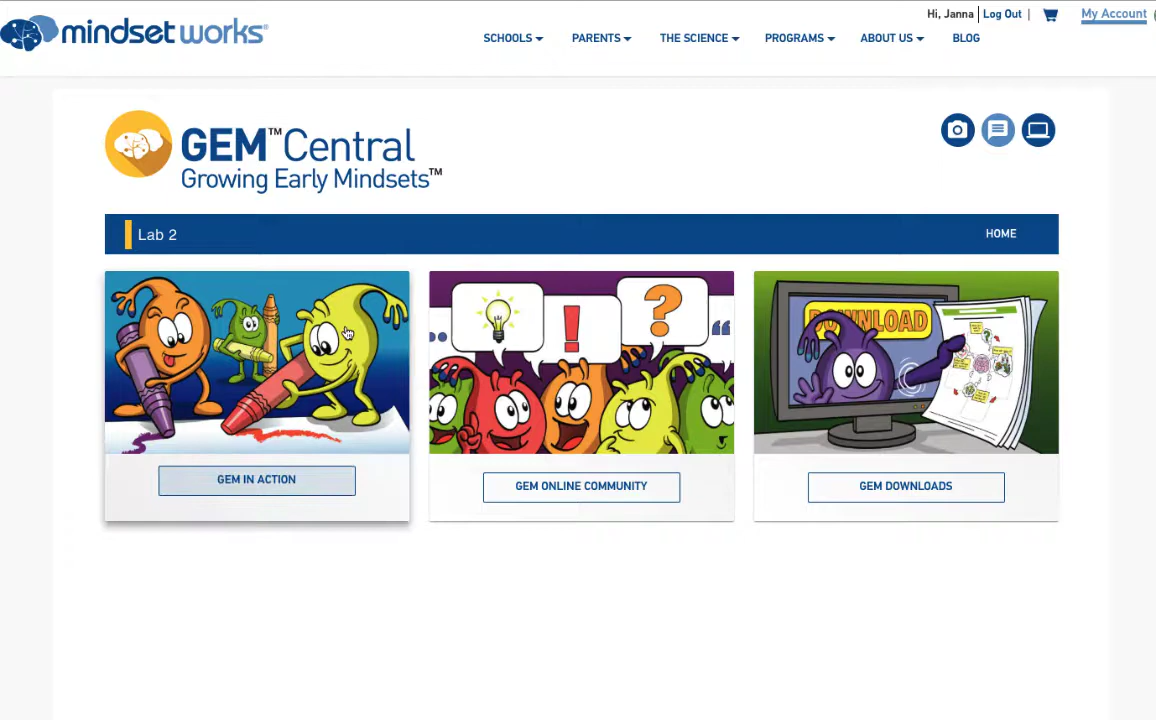 Hi, Janna | Log Out |
My Account
mindset works®
SCHOOLS
PARENTS
THE SCIENCE
PROGRAMS
ABOUT US
BLOG
GEM™ Central
Growing Early Mindsets™
Lab 2
HOME
!
?
DOWNLOAD
GEM IN ACTION
GEM ONLINE COMMUNITY
GEM DOWNLOADS